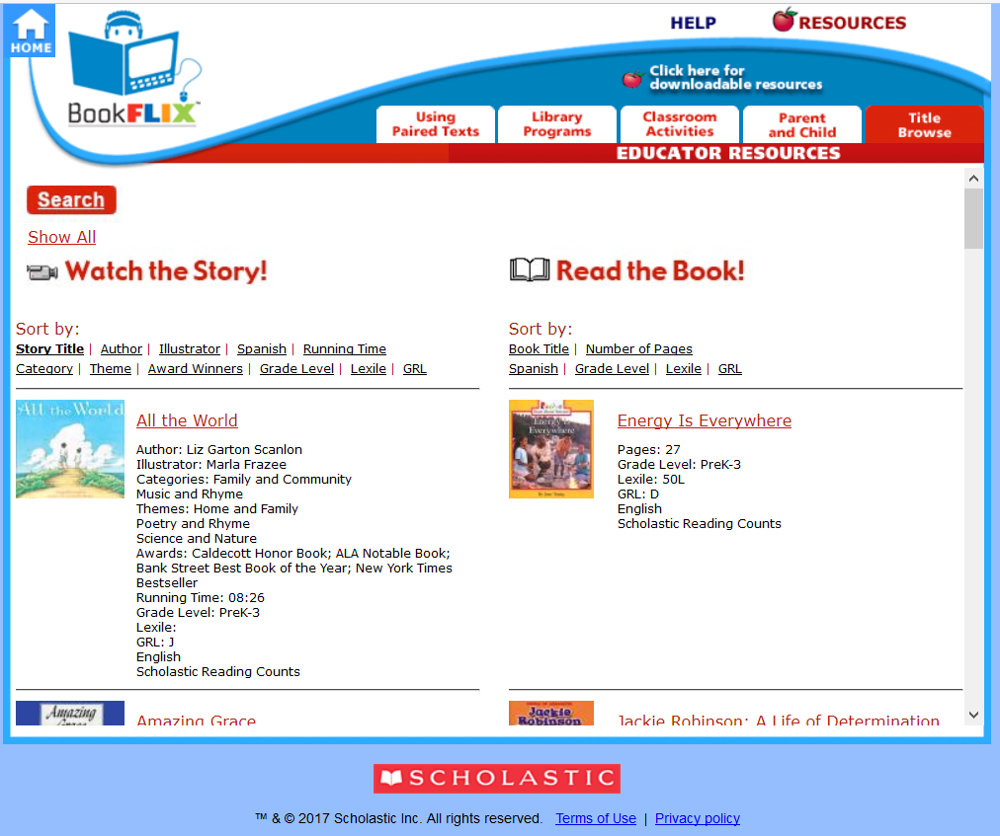 HOME
BookFLIX™
HELP
RESOURCES
Click here for
downloadable resources
Using
Paired Texts
Library
Programs
Classroom
Activities
Parent
and Child
Title
Browse
EDUCATOR RESOURCES
Search
Show All
Watch the Story!
Sort by:
Story Title | Author | Illustrator | Spanish | Running Time
Category | Theme | Award Winners | Grade Level | Lexile | GRL
All the World
All the World
Author: Liz Garton Scanlon
Illustrator: Marla Frazee
Categories: Family and Community
Music and Rhyme
Themes: Home and Family
Poetry and Rhyme
Science and Nature
Awards: Caldecott Honor Book; ALA Notable Book;
Bank Street Best Book of the Year; New York Times
Bestseller
Running Time: 08:26
Grade Level: PreK-3
Lexile:
GRL: J
English
Scholastic Reading Counts
Amazing
Grace
Amazing Grace
Read the Book!
Sort by:
Book Title | Number of Pages
Spanish | Grade Level | Lexile | GRL
Energy Is
Everywhere
Energy Is Everywhere
Pages: 27
Grade Level: PreK-3
Lexile: 50L
GRL: D
English
Scholastic Reading Counts
Jackie
Robinson
Jackie Robinson: A Life of Determination
SCHOLASTIC
™ & © 2017 Scholastic Inc. All rights reserved. Terms of Use | Privacy policy